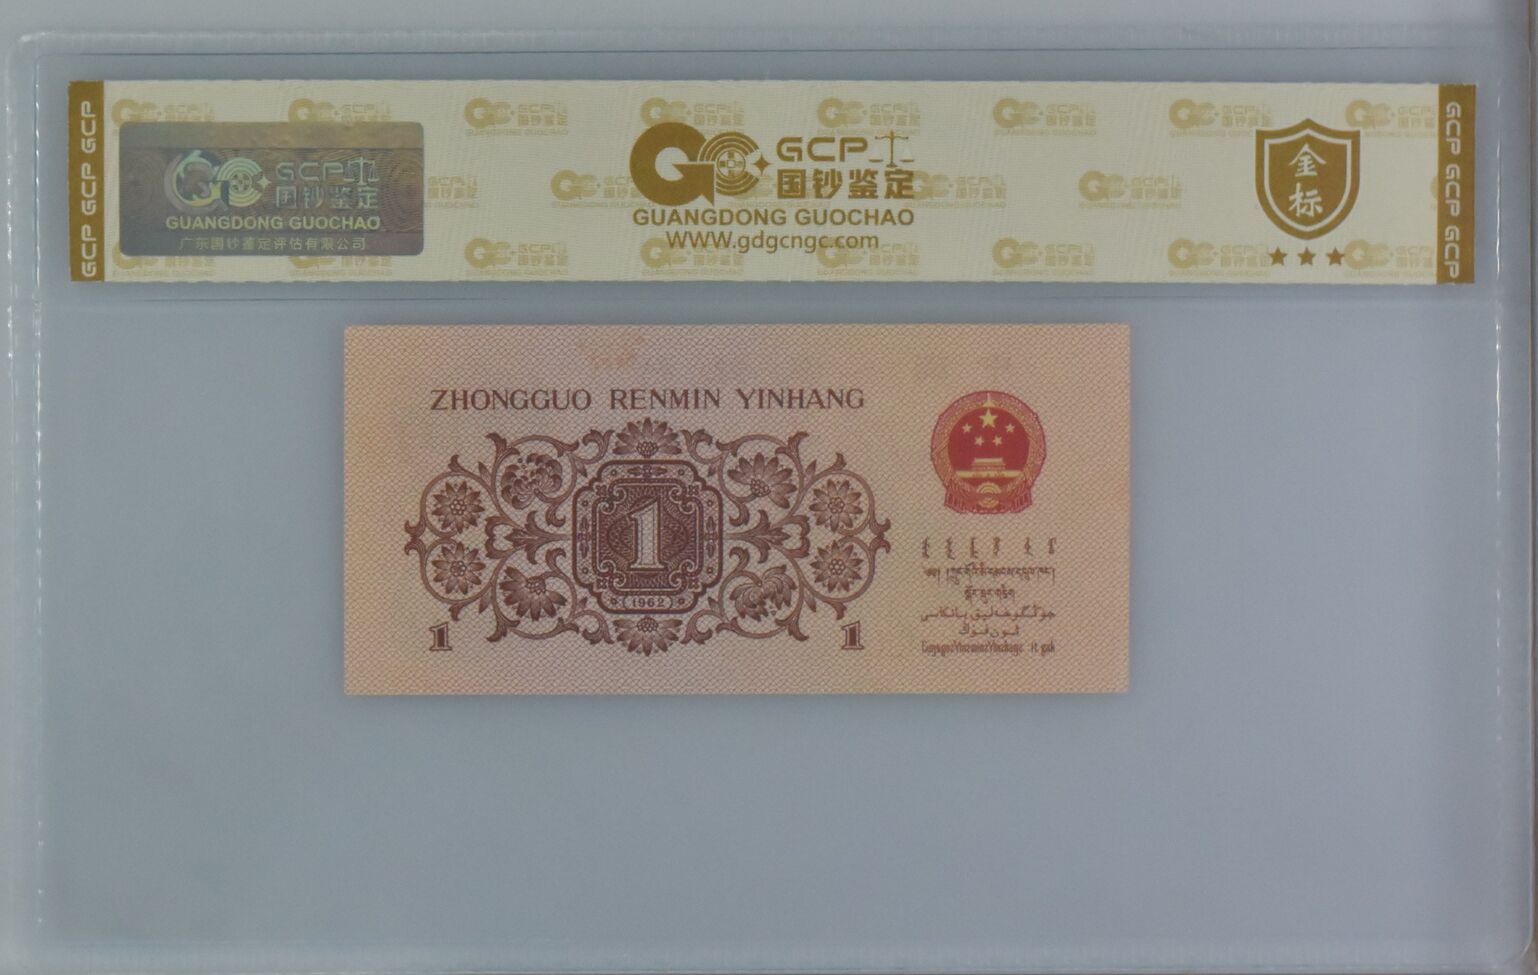 GCP GCP GCP
GCP
国钞鉴定
GUANGDONG GUOCHAO
广东国钞鉴定评估有限公司
GCP
国钞鉴定
GUANGDONG GUOCHAO
WWW.gdgcngc.com
金标
GCP GCP GCP
ZHONGGUO RENMIN YINHANG
1
(1962)
1
1